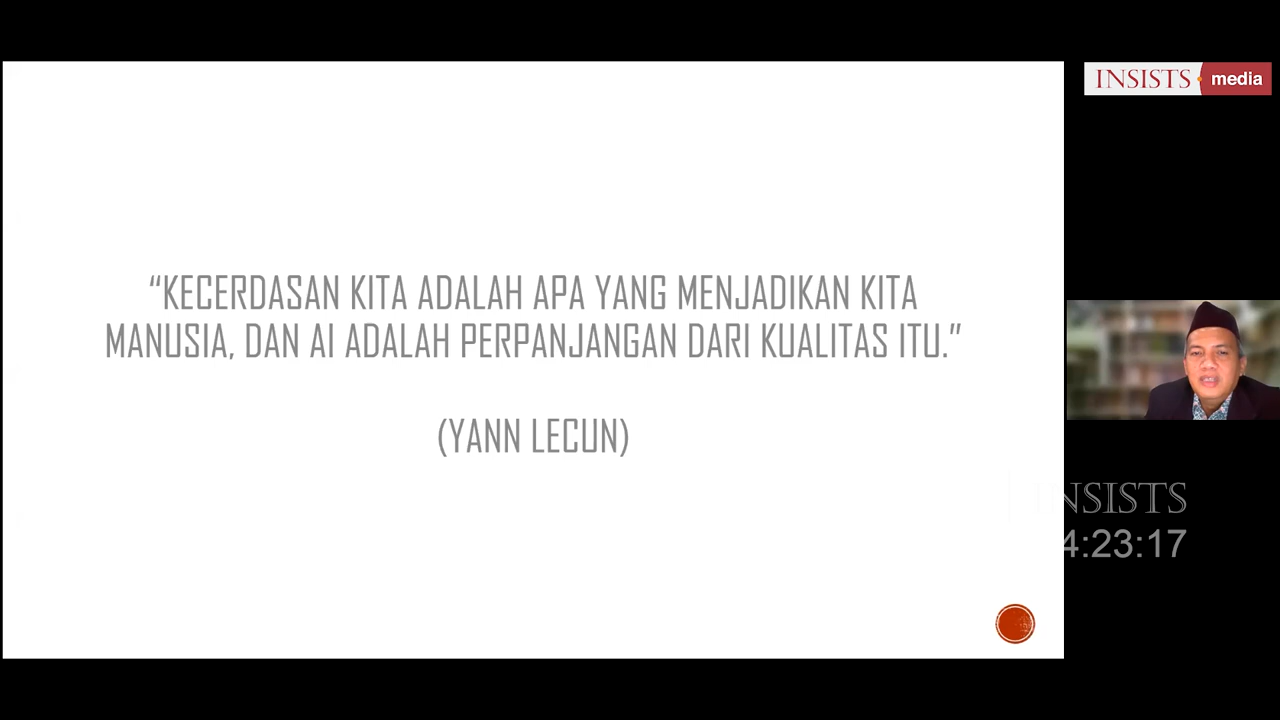 INSISTS media
“KECERDASAN KITA ADALAH APA YANG MENJADIKAN KITA
MANUSIA, DAN AI ADALAH PERPANJANGAN DARI KUALITAS ITU.”
(YANN LECUN)
INSISTS
4:23:17